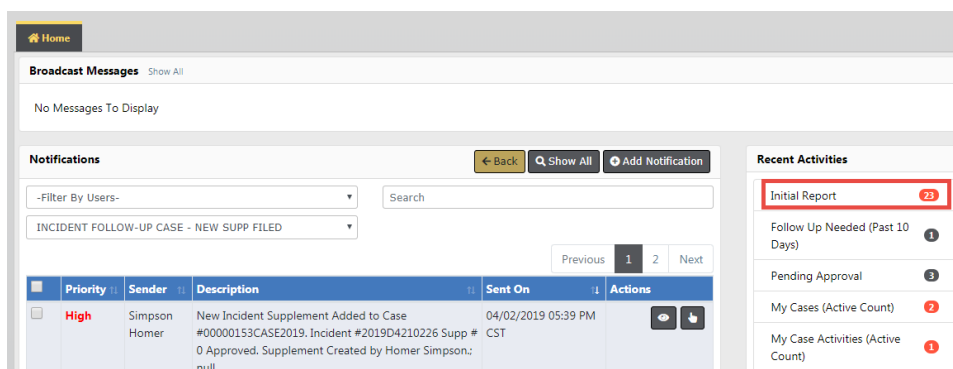 Home
Broadcast Messages Show All
No Messages To Display
Notifications
Back
Show All
Add Notification
-Filter By Users-
Search
INCIDENT FOLLOW-UP CASE - NEW SUPP FILED
Previous 1 2 Next
Priority Sender Description Sent On Actions
High
Simpson
Homer
New Incident Supplement Added to Case
#00000153CASE2019. Incident #2019D4210226 Supp #
0 Approved. Supplement Created by Homer Simpson.;
null
04/02/2019 05:39 PM
CST
Recent Activities
Initial Report 23
Follow Up Needed (Past 10
Days) 1
Pending Approval 3
My Cases (Active Count) 2
My Case Activities (Active
Count) 1